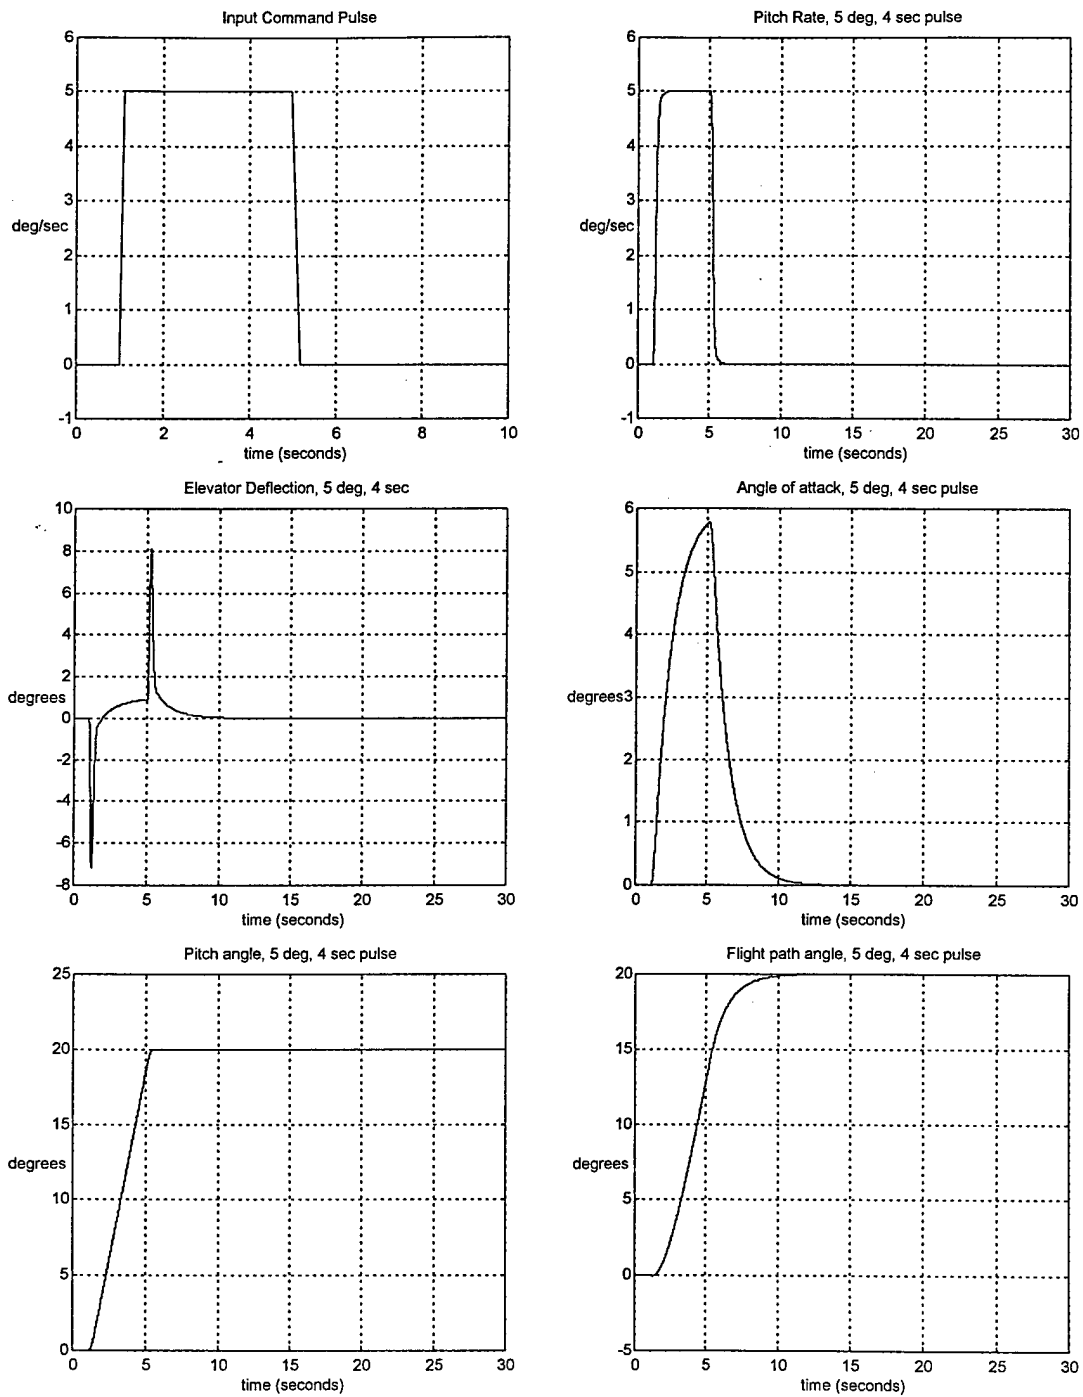 Input Command Pulse
6
5
4
3
deg/sec
2
1
0
-1
0 2 4 6 8 10
time (seconds)
Pitch Rate, 5 deg, 4 sec pulse
6
5
4
3
deg/sec
2
1
0
-1
0 5 10 15 20 25 30
time (seconds)
Elevator Deflection, 5 deg, 4 sec
10
8
6
4
2
degrees
0
-2
-4
-6
-8
0 5 10 15 20 25 30
time (seconds)
Angle of attack, 5 deg, 4 sec pulse
6
5
4
degrees3
2
1
0
0 5 10 15 20 25 30
time (seconds)
Pitch angle, 5 deg, 4 sec pulse
25
20
15
degrees
10
5
0
0 5 10 15 20 25 30
time (seconds)
Flight path angle, 5 deg, 4 sec pulse
20
15
10
degrees
5
0
-5
0 5 10 15 20 25 30
time (seconds)